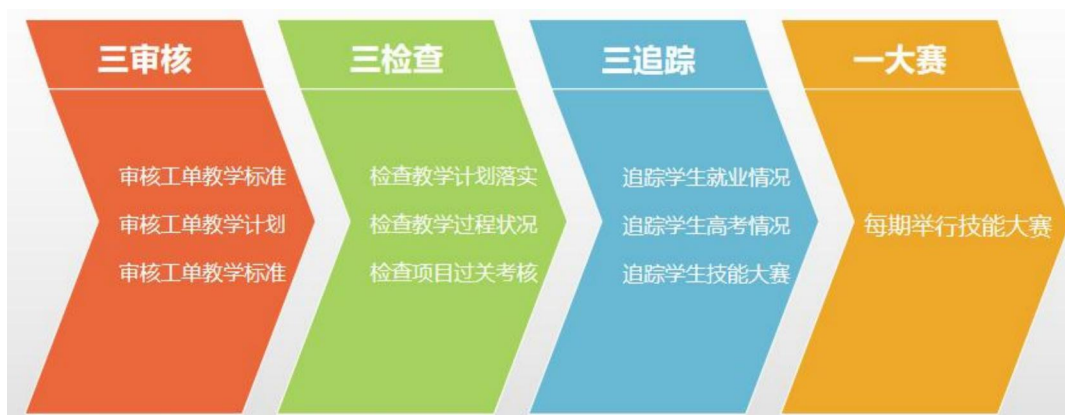 三审核
审核工单教学标准
审核工单教学计划
审核工单教学标准
三检查
检查教学计划落实
检查教学过程状况
检查项目过关考核
三追踪
追踪学生就业情况
追踪学生高考情况
追踪学生技能大赛
一大赛
每期举行技能大赛